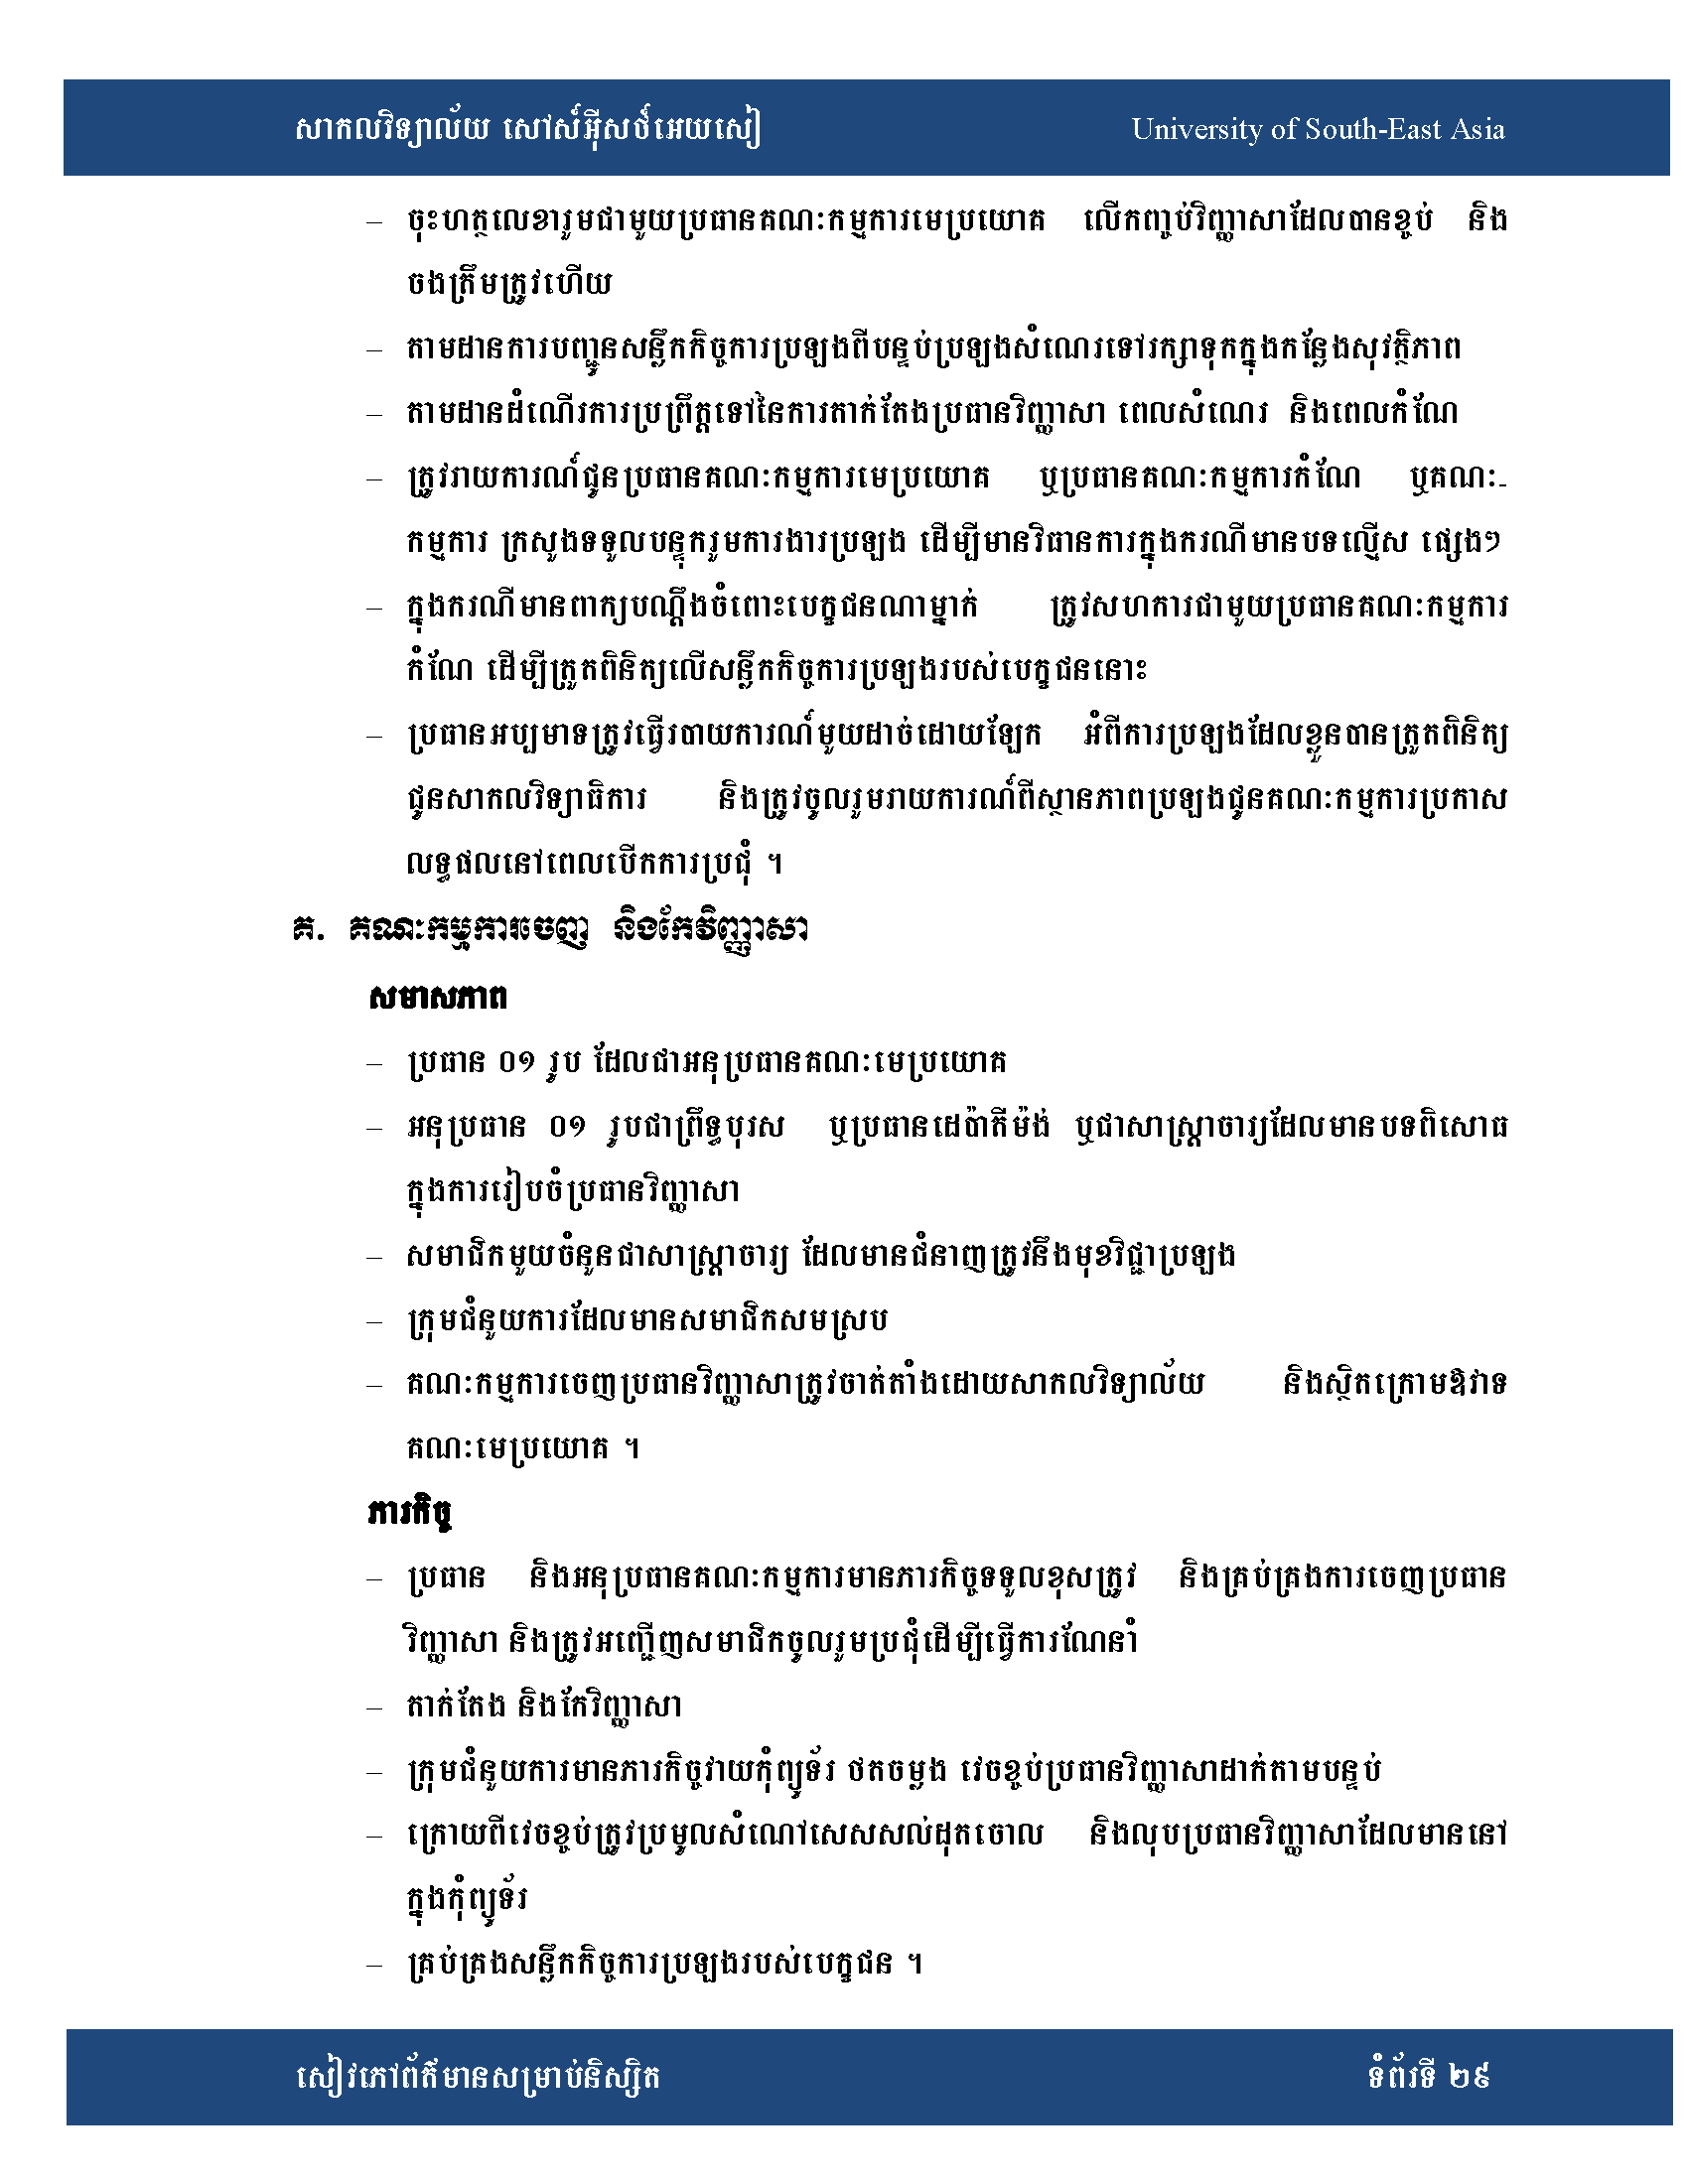 សាកលវិទ្យាល័យ សៅស៍អ៊ីសថ៍អេយសៀ University of South-East Asia
– ចុះហត្ថលេខារួមជាមួយប្រធានគណៈកម្មការមេប្រយោគ លើកញ្ចប់វិញ្ញាសាដែលបានខ្ចប់ និង
ចងត្រឹមត្រូវហើយ
– តាមដានការបញ្ជូនសន្លឹកកិច្ចការប្រឡងពីបន្ទប់ប្រឡងសំណេរទៅរក្សាទុកក្នុងកន្លែងសុវត្ថិភាព
– តាមដានដំណើរការប្រព្រឹត្តទៅនៃការតាក់តែងប្រធានវិញ្ញាសា ពេលសំណេរ និងពេលកំណែ
– ត្រូវរាយការណ៍ជូនប្រធានគណៈកម្មការមេប្រយោគ ឬប្រធានគណៈកម្មការកំណែ ឬគណៈ-
កម្មការ ក្រសួងទទួលបន្ទុករួមការងារប្រឡង ដើម្បីមានវិធានការក្នុងករណីមានបទល្មើស ផ្សេងៗ
– ក្នុងករណីមានពាក្យបណ្តឹងចំពោះបេក្ខជនណាម្នាក់ ត្រូវសហការជាមួយប្រធានគណៈកម្មការ
កំណែ ដើម្បីត្រួតពិនិត្យលើសន្លឹកកិច្ចការប្រឡងរបស់បេក្ខជននោះ
– ប្រធានអប្បមាទត្រូវធ្វើរបាយការណ៍មួយដាច់ដោយឡែក អំពីការប្រឡងដែលខ្លួនបានត្រួតពិនិត្យ
ជូនសាកលវិទ្យាធិការ និងត្រូវចូលរួមរាយការណ៍ពីស្ថានភាពប្រឡងជូនគណៈកម្មការប្រកាស
លទ្ធផលនៅពេលបើកការប្រជុំ ។
គ. គណៈកម្មការចេញ និងកែវិញ្ញាសា
សមាសភាព
– ប្រធាន ០១ រូប ដែលជាអនុប្រធានគណៈមេប្រយោគ
– អនុប្រធាន ០១ រូបជាព្រឹទ្ធបុរស ឬប្រធានដេប៉ាតឺម៉ង់ ឬជាសាស្ត្រាចារ្យដែលមានបទពិសោធ
ក្នុងការរៀបចំប្រធានវិញ្ញាសា
– សមាជិកមួយចំនួនជាសាស្ត្រាចារ្យ ដែលមានជំនាញត្រូវនឹងមុខវិជ្ជាប្រឡង
– ក្រុមជំនួយការដែលមានសមាជិកសមស្រប
– គណៈកម្មការចេញប្រធានវិញ្ញាសាត្រូវចាត់តាំងដោយសាកលវិទ្យាល័យ និងស្ថិតក្រោមឱវាទ
គណៈមេប្រយោគ ។
ភារកិច្ច
– ប្រធាន និងអនុប្រធានគណៈកម្មការមានភារកិច្ចទទួលខុសត្រូវ និងគ្រប់គ្រងការចេញប្រធាន
វិញ្ញាសា និងត្រូវអញ្ជើញសមាជិកចូលរួមប្រជុំដើម្បីធ្វើការណែនាំ
– តាក់តែង និងកែវិញ្ញាសា
– ក្រុមជំនួយការមានភារកិច្ចវាយកុំព្យូទ័រ ថតចម្លង វេចខ្ចប់ប្រធានវិញ្ញាសាដាក់តាមបន្ទប់
– ក្រោយពីវេចខ្ចប់ត្រូវប្រមូលសំណៅសេសសល់ដុតចោល និងលុបប្រធានវិញ្ញាសាដែលមាននៅ
ក្នុងកុំព្យូទ័រ
– គ្រប់គ្រងសន្លឹកកិច្ចការប្រឡងរបស់បេក្ខជន ។
សៀវភៅព័ត៌មានសម្រាប់និស្សិត ទំព័រទី ២៩